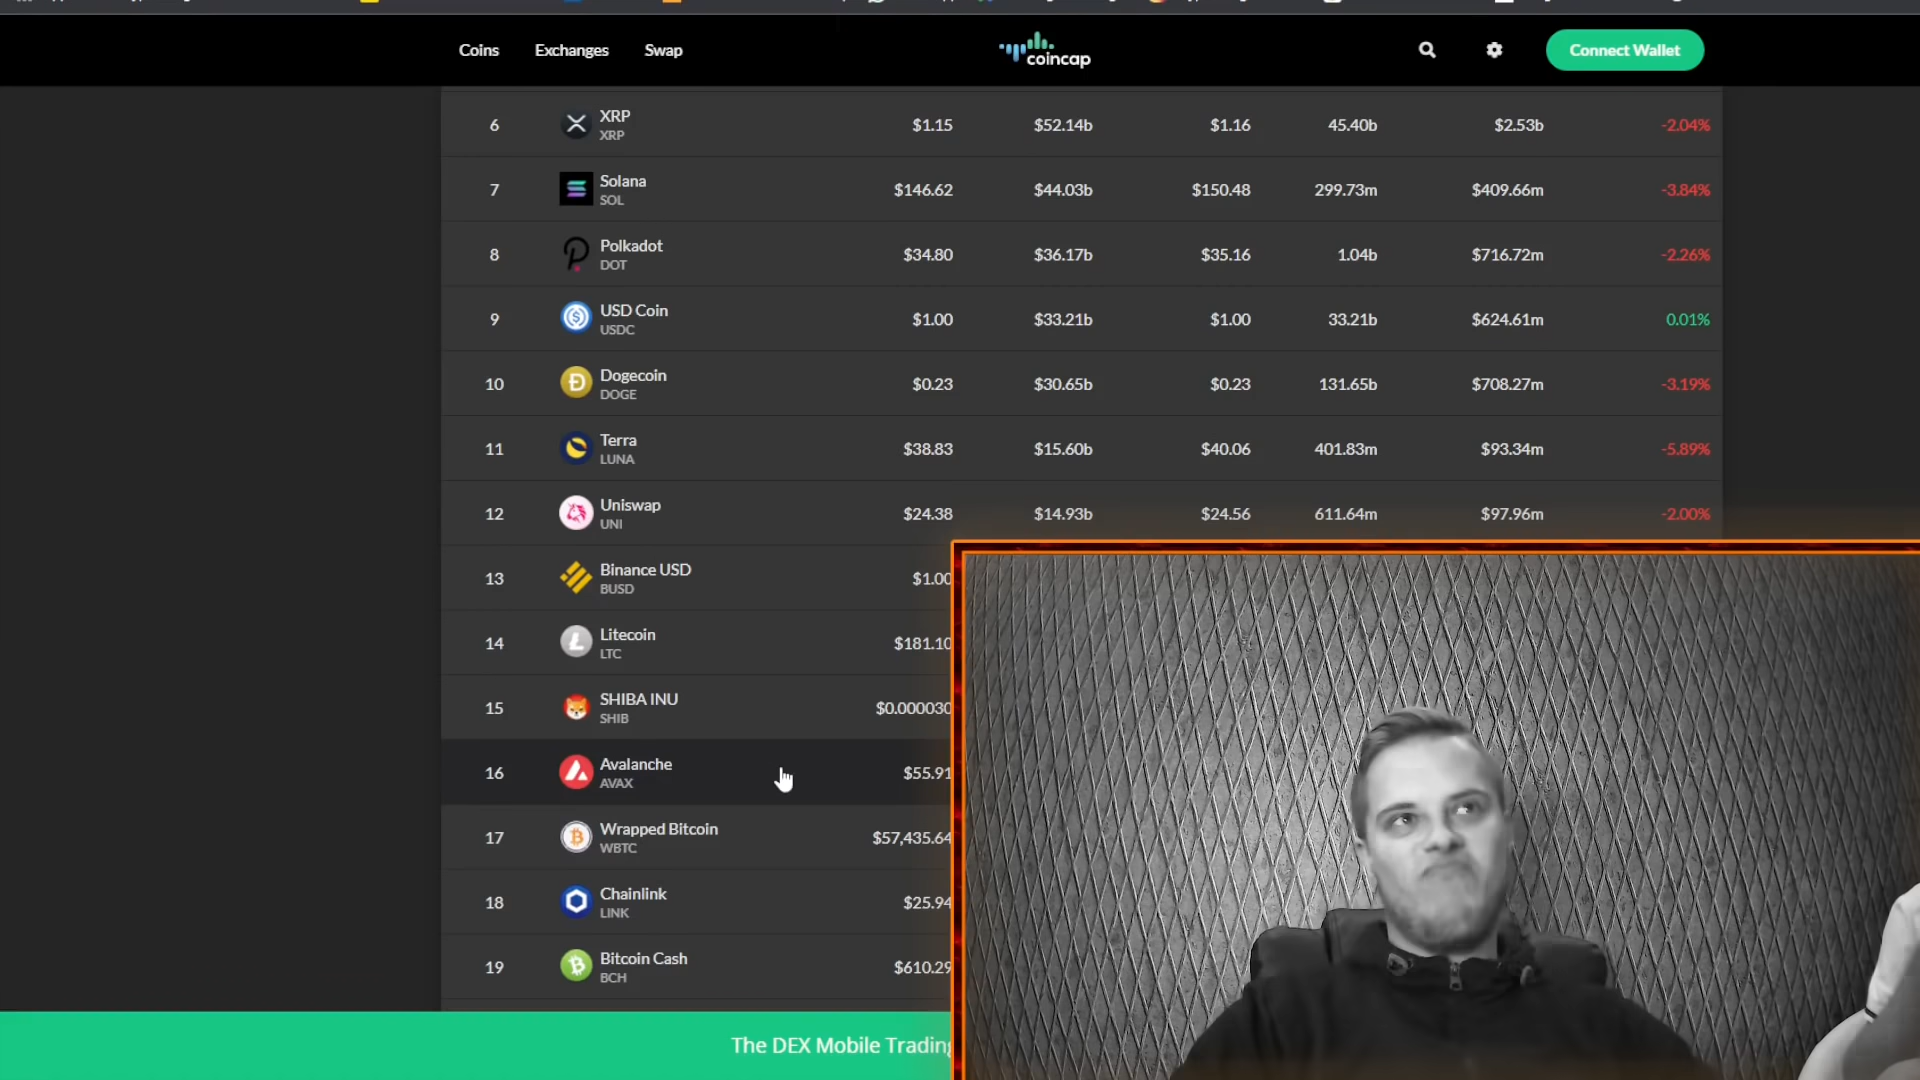 Coins Exchanges Swap coincap Connect Wallet
6 XRP $1.15 $52.14b $1.16 45.40b $2.53b -2.04%
XRP
7 Solana $146.62 $44.03b $150.48 299.73m $409.66m -3.84%
SOL
8 Polkadot $34.80 $36.17b $35.16 1.04b $716.72m -2.26%
DOT
9 USD Coin $1.00 $33.21b $1.00 33.21b $624.61m 0.01%
USDC
10 Dogecoin $0.23 $30.65b $0.23 131.65b $708.27m -3.19%
DOGE
11 Terra $38.83 $15.60b $40.06 401.83m $93.34m -5.89%
LUNA
12 Uniswap $24.38 $14.93b $24.56 611.64m $97.96m -2.00%
UNI
13 Binance USD $1.00
BUSD
14 Litecoin $181.10
LTC
15 SHIBA INU $0.000030
SHIB
16 Avalanche $55.91
AVAX
17 Wrapped Bitcoin $57,435.64
WBTC
18 Chainlink $25.94
LINK
19 Bitcoin Cash $610.29
BCH
The DEX Mobile Trading